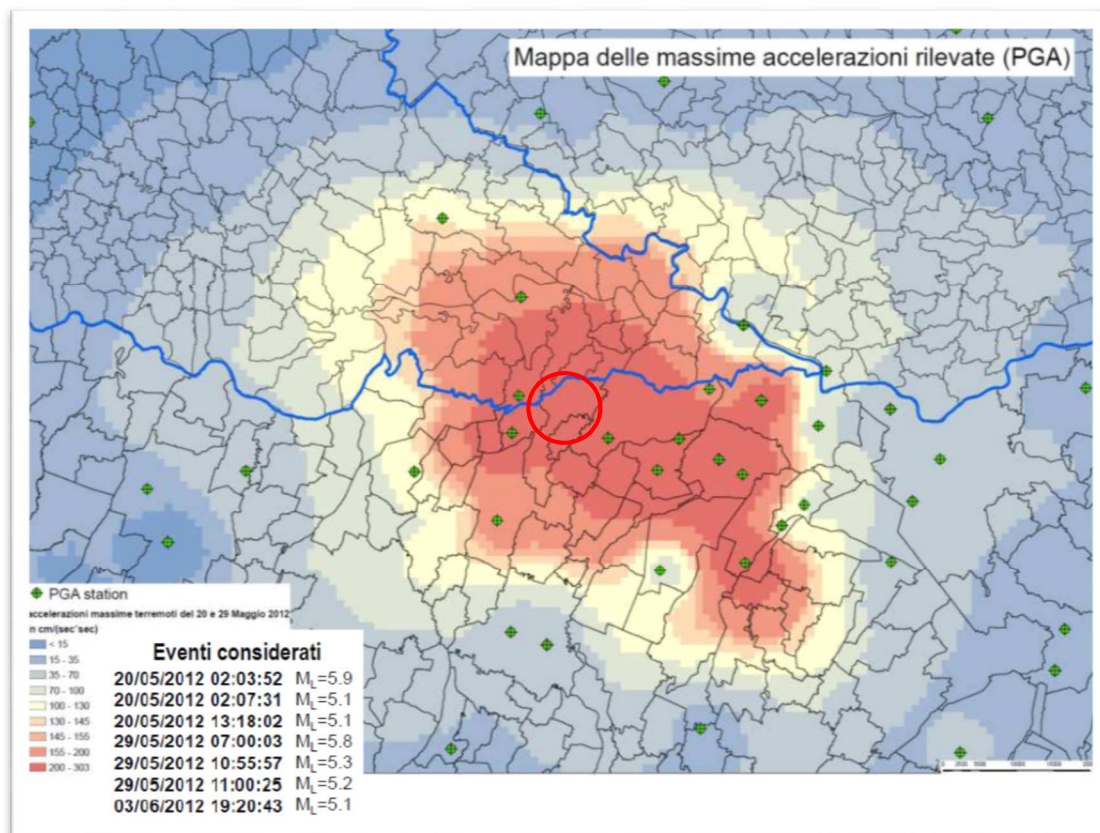 Mappa delle massime accelerazioni rilevate (PGA)
PGA station
accelerazioni massime terremoti del 20 e 29 Maggio 2012,
n cm/(sec*sec)
< 15
15 - 35
35 - 70
70 - 100
100 - 130
130 - 145
145 - 155
155 - 200
200 - 303
Eventi considerati
20/05/2012 02:03:52 ML=5.9
20/05/2012 02:07:31 ML=5.1
20/05/2012 13:18:02 ML=5.1
29/05/2012 07:00:03 ML=5.8
29/05/2012 10:55:57 ML=5.3
29/05/2012 11:00:25 ML=5.2
03/06/2012 19:20:43 ML=5.1